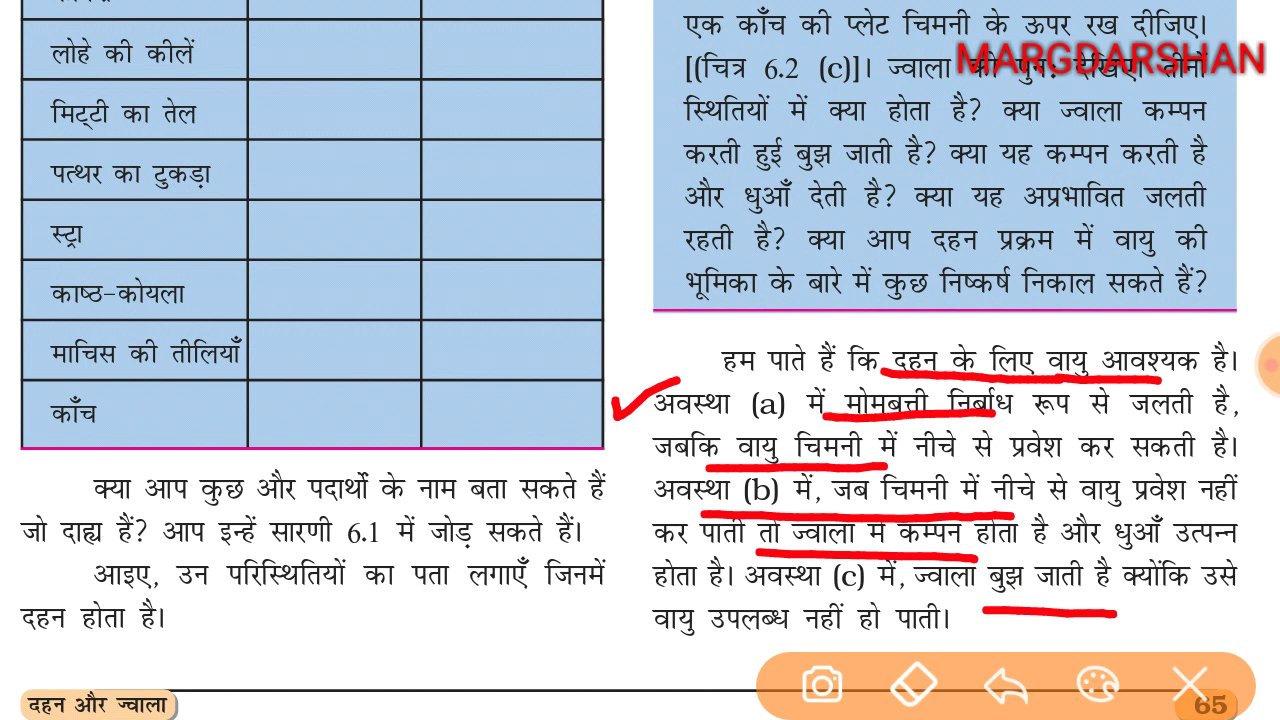 लोहे की कीलें
मिट्टी का तेल
पत्थर का टुकड़ा
स्ट्रा
काष्ठ-कोयला
माचिस की तीलियाँ
काँच
क्या आप कुछ और पदार्थों के नाम बता सकते हैं
जो दाह्य हैं? आप इन्हें सारणी 6.1 में जोड़ सकते हैं।
आइए, उन परिस्थितियों का पता लगाएँ जिनमें
दहन होता है।
एक काँच की प्लेट चिमनी के ऊपर रख दीजिए।
MARGDARSHAN
[(चित्र 6.2 (c)]। ज्वाला को पुनः देखिए। तीनों
स्थितियों में क्या होता है? क्या ज्वाला कम्पन
करती हुई बुझ जाती है? क्या यह कम्पन करती है
और धुआँ देती है? क्या यह अप्रभावित जलती
रहती है? क्या आप दहन प्रक्रम में वायु की
भूमिका के बारे में कुछ निष्कर्ष निकाल सकते हैं?
हम पाते हैं कि दहन के लिए वायु आवश्यक है।
अवस्था (a) में मोमबत्ती निर्बाध रूप से जलती है,
जबकि वायु चिमनी में नीचे से प्रवेश कर सकती है।
अवस्था (b) में, जब चिमनी में नीचे से वायु प्रवेश नहीं
कर पाती तो ज्वाला में कम्पन होता है और धुआँ उत्पन्न
होता है। अवस्था (c) में, ज्वाला बुझ जाती है क्योंकि उसे
वायु उपलब्ध नहीं हो पाती।
दहन और ज्वाला
65